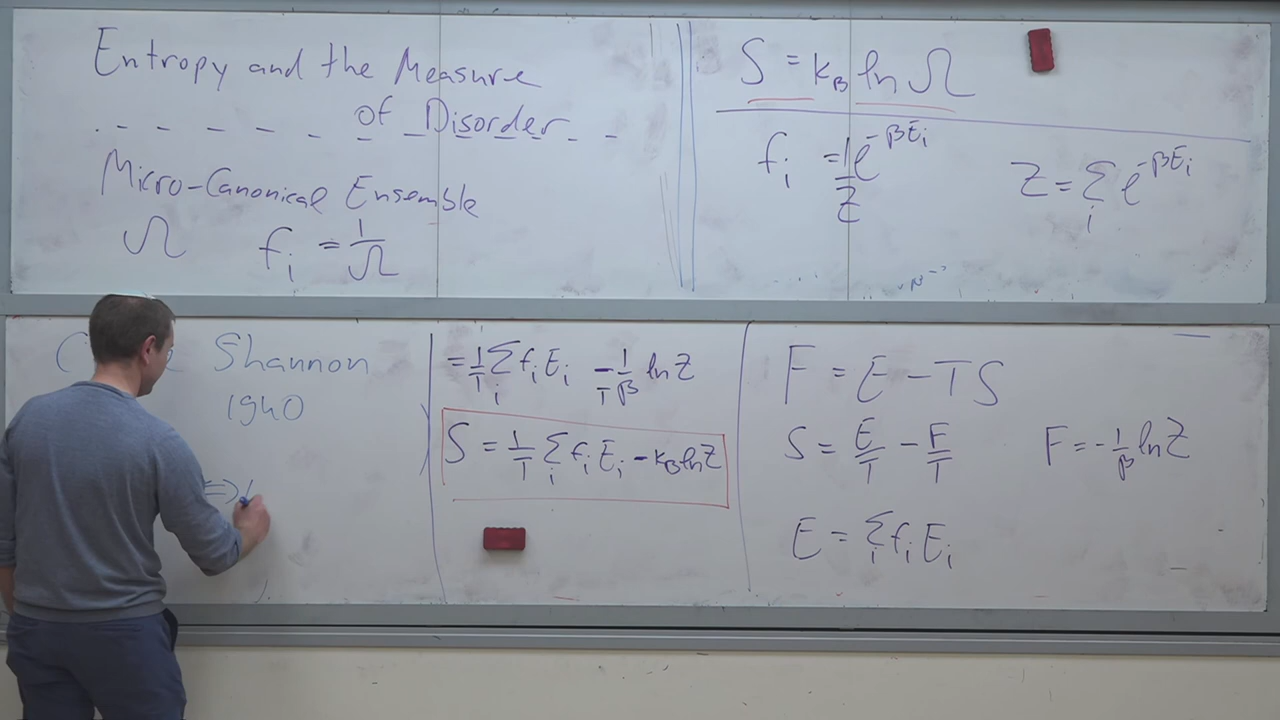 Entropy and the Measure
of Disorder
Micro-Canonical Ensemble
Ω f_i = 1/Ω
S = k_B ln Ω
f_i = 1/Z e^{-βE_i} Z = Σ_i e^{-βE_i}
Shannon
1940
⇒
= 1/T Σ_i f_i E_i - 1/T 1/β ln Z
S = 1/T Σ_i f_i E_i - k_B ln Z
F = E - TS
S = E/T - F/T F = - 1/β ln Z
E = Σ_i f_i E_i